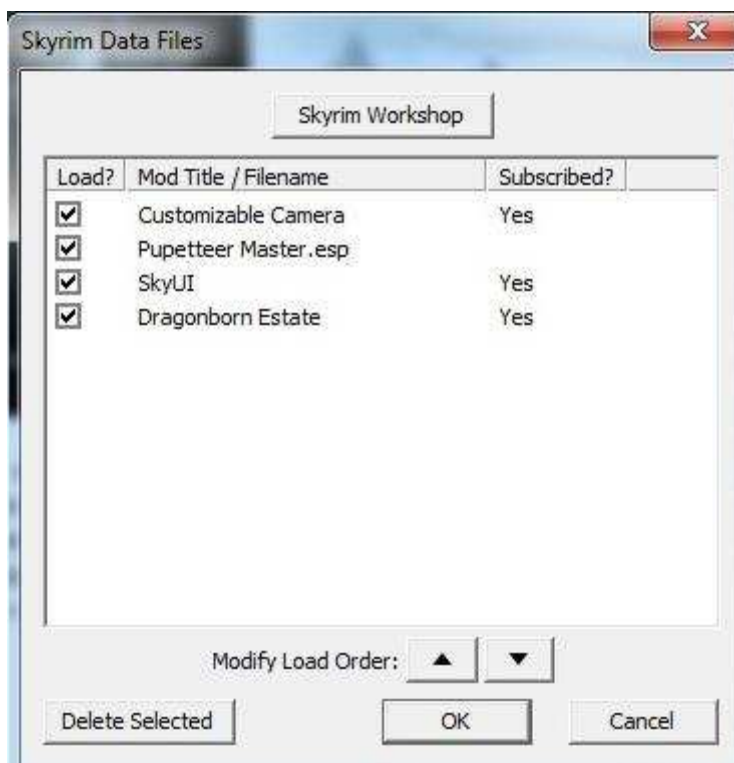 Skyrim Data Files
Skyrim Workshop
Load? Mod Title / Filename Subscribed?
Customizable Camera Yes
Pupetteer Master.esp
SkyUI Yes
Dragonborn Estate Yes
Modify Load Order:
Delete Selected OK Cancel